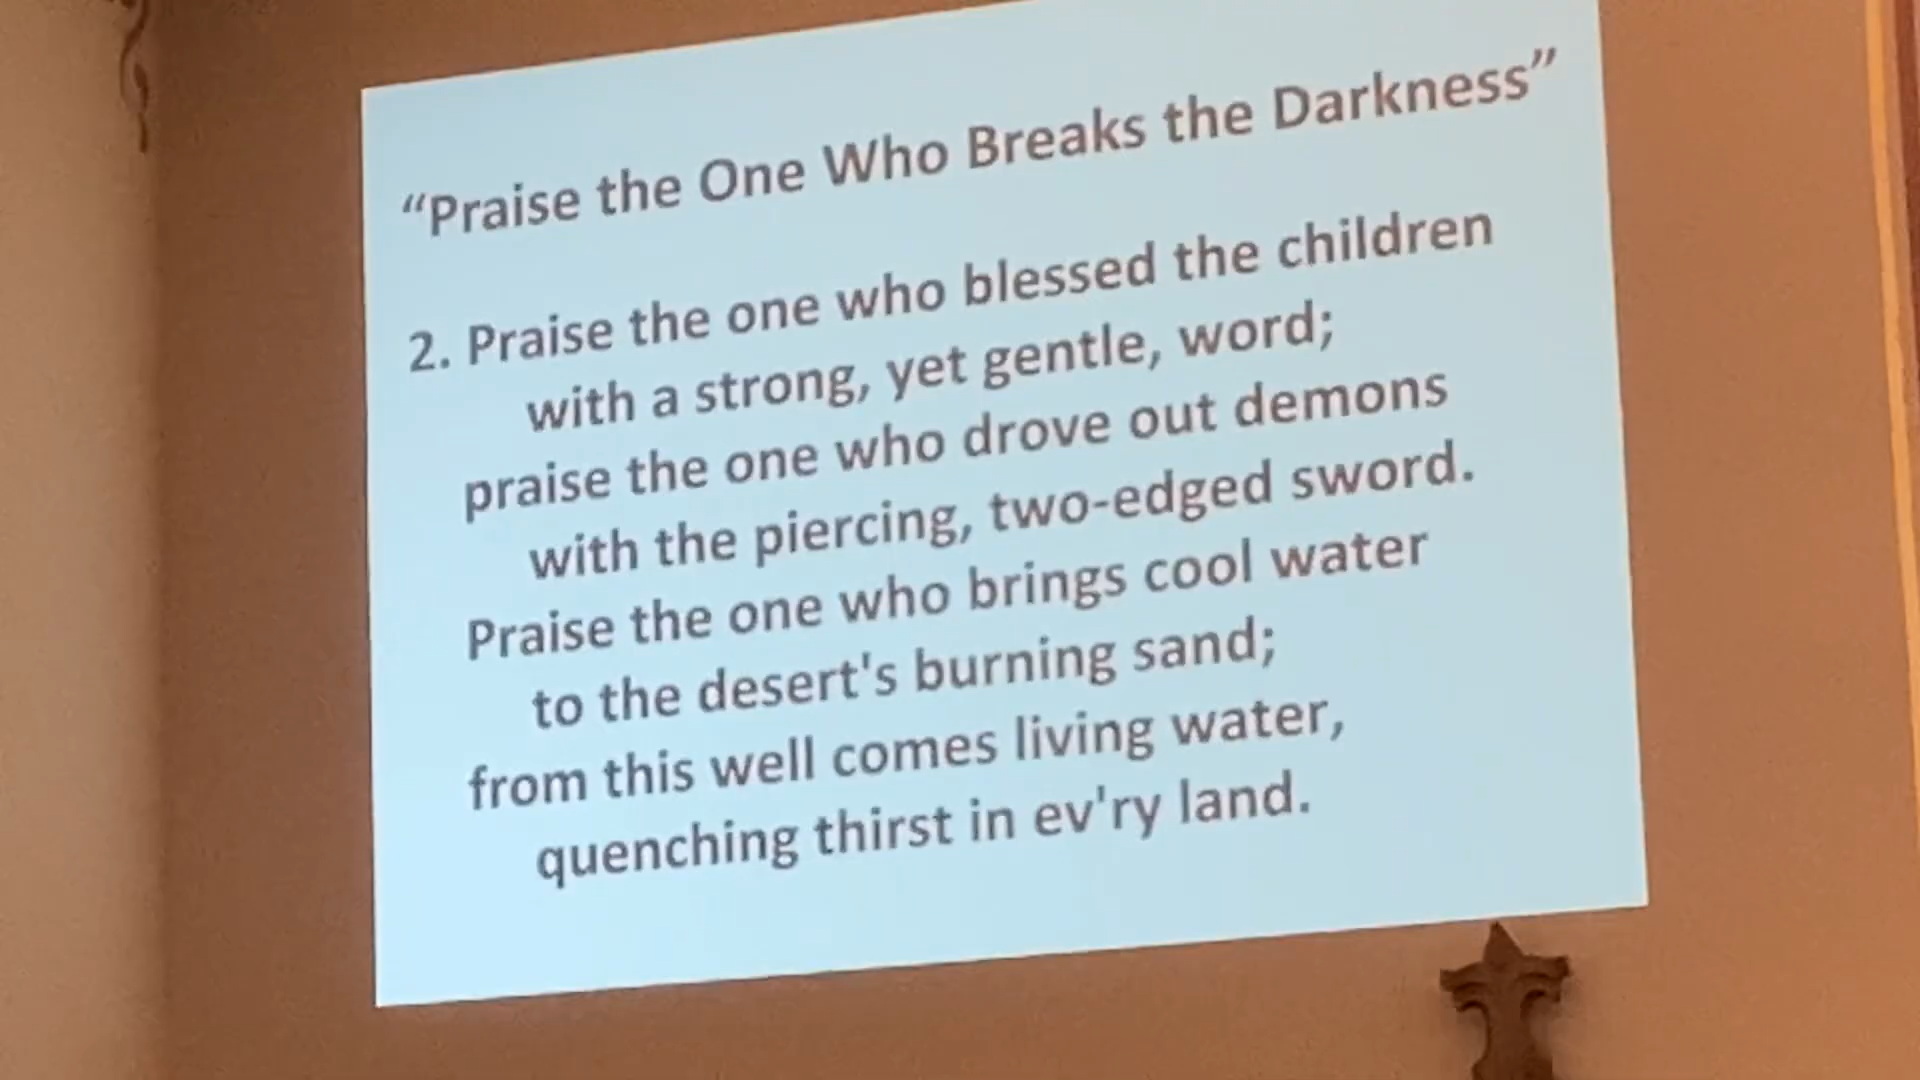 “Praise the One Who Breaks the Darkness”
2. Praise the one who blessed the children
with a strong, yet gentle, word;
praise the one who drove out demons
with the piercing, two-edged sword.
Praise the one who brings cool water
to the desert's burning sand;
from this well comes living water,
quenching thirst in ev'ry land.